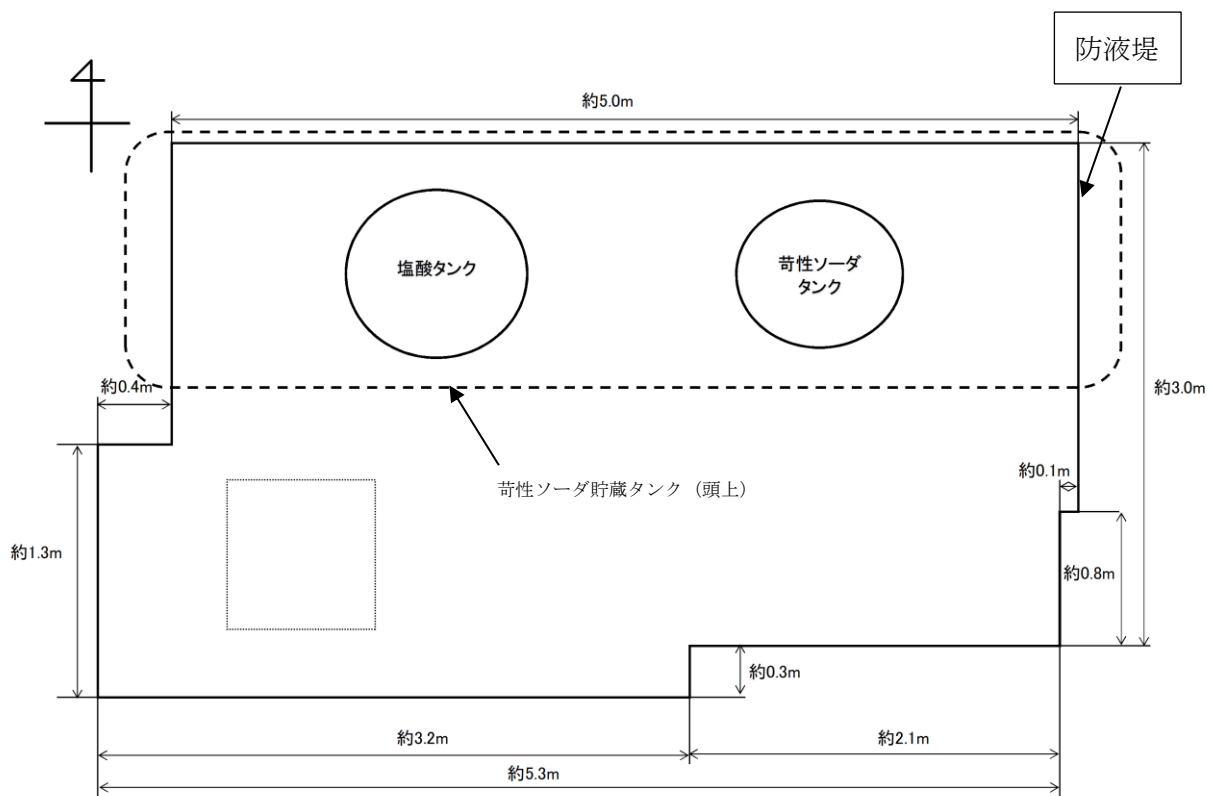 防液堤
約5.0m
塩酸タンク
苛性ソーダ
タンク
約0.4m
約3.0m
約0.1m
苛性ソーダ貯蔵タンク（頭上）
約1.3m
約0.8m
約0.3m
約3.2m
約2.1m
約5.3m